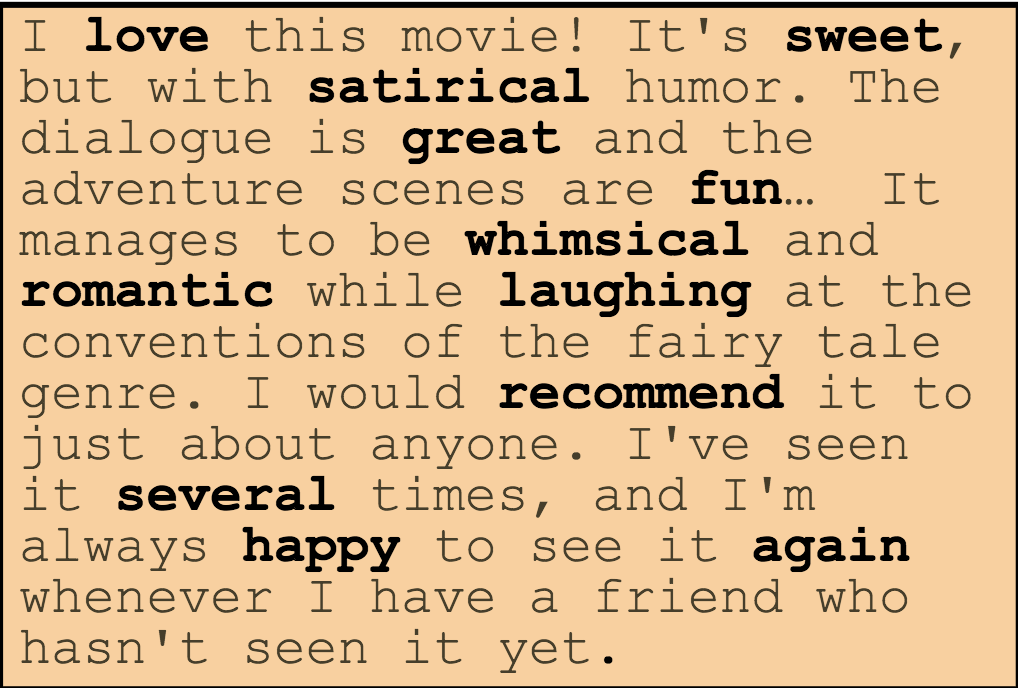 I love this movie! It's sweet,
but with satirical humor. The
dialogue is great and the
adventure scenes are fun… It
manages to be whimsical and
romantic while laughing at the
conventions of the fairy tale
genre. I would recommend it to
just about anyone. I've seen
it several times, and I'm
always happy to see it again
whenever I have a friend who
hasn't seen it yet.